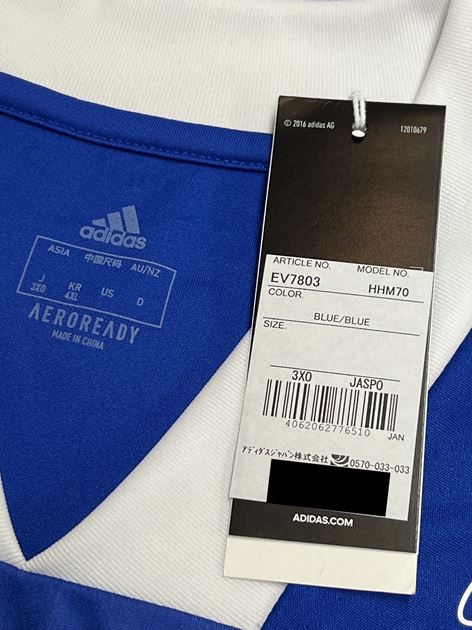 adidas
ASIA 中国尺码 AU/NZ
J
3XO
KR
4XL
US
D
AEROREADY
MADE IN CHINA
© 2016 adidas AG
12010679
ARTICLE NO. MODEL NO.
EV7803 HHM70
COLOR.
BLUE/BLUE
SIZE.
3XO JASPO
4062062776510 JAN
アディダスジャパン株式会社 0570-033-033
ADIDAS.COM